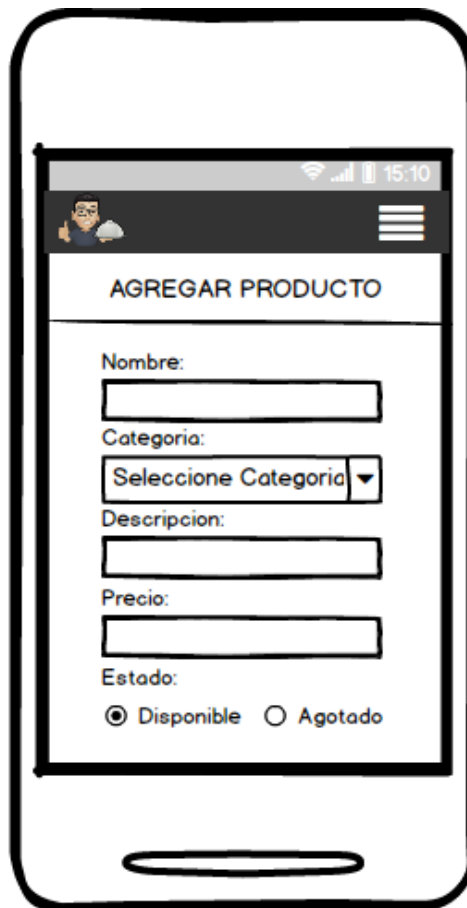 15:10
AGREGAR PRODUCTO
Nombre:
Categoria:
Seleccione Categoria
Descripcion:
Precio:
Estado:
Disponible Agotado